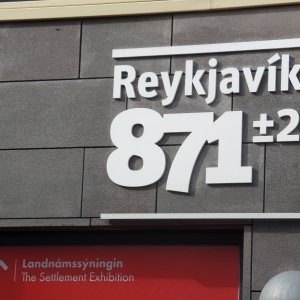 Reykjavík
871±2
Landnámssýningin
The Settlement Exhibition